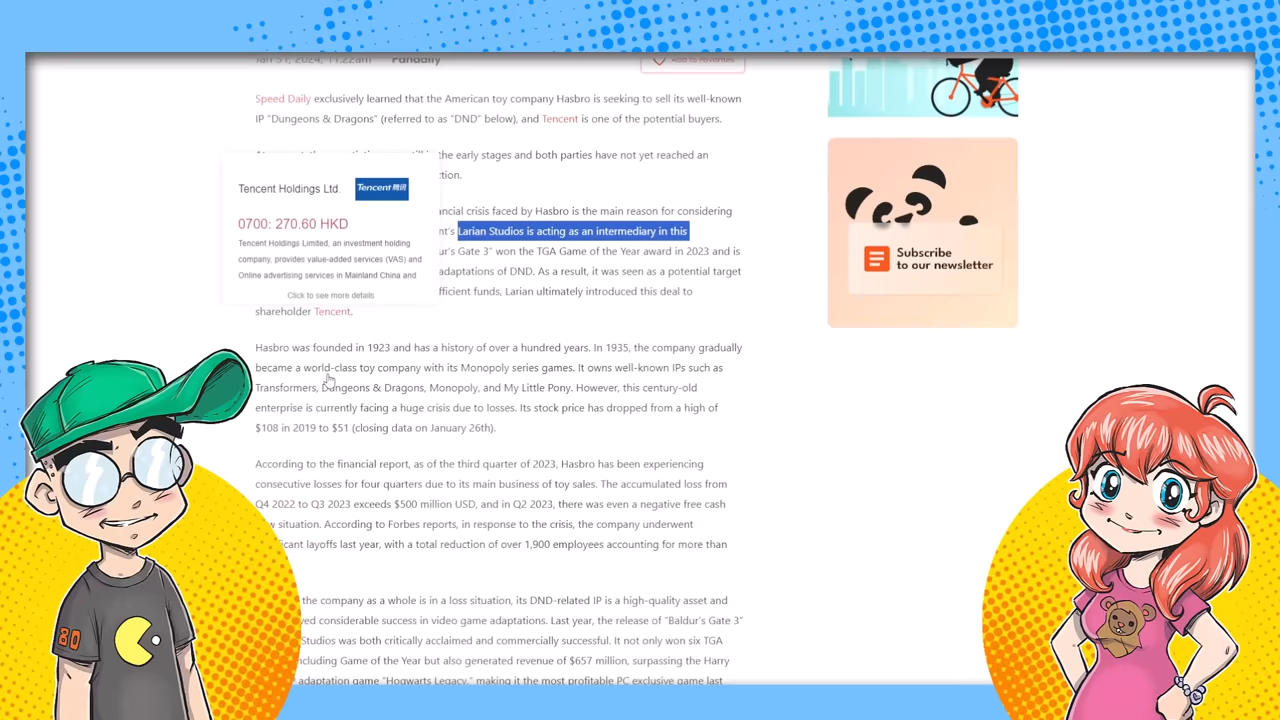 Jan 31, 2024, 11:22am Pandaily
Add to Favorites
Speed Daily exclusively learned that the American toy company Hasbro is seeking to sell its well-known
IP "Dungeons & Dragons" (referred to as "DND" below), and Tencent is one of the potential buyers.
the early stages and both parties have not yet reached an
Tencent Holdings Ltd.
Tencent 腾讯
0700: 270.60 HKD
Tencent Holdings Limited, an investment holding
company, provides value-added services (VAS) and
Online advertising services in Mainland China and
Click to see more details
ncial crisis faced by Hasbro is the main reason for considering
nt's Larian Studios is acting as an intermediary in this
ur's Gate 3" won the TGA Game of the Year award in 2023 and is
adaptations of DND. As a result, it was seen as a potential target
fficient funds, Larian ultimately introduced this deal to
shareholder Tencent.
Hasbro was founded in 1923 and has a history of over a hundred years. In 1935, the company gradually
became a world-class toy company with its Monopoly series games. It owns well-known IPs such as
Transformers, Dungeons & Dragons, Monopoly, and My Little Pony. However, this century-old
enterprise is currently facing a huge crisis due to losses. Its stock price has dropped from a high of
$108 in 2019 to $51 (closing data on January 26th).
According to the financial report, as of the third quarter of 2023, Hasbro has been experiencing
consecutive losses for four quarters due to its main business of toy sales. The accumulated loss from
Q4 2022 to Q3 2023 exceeds $500 million USD, and in Q2 2023, there was even a negative free cash
situation. According to Forbes reports, in response to the crisis, the company underwent
icant layoffs last year, with a total reduction of over 1,900 employees accounting for more than
the company as a whole is in a loss situation, its DND-related IP is a high-quality asset and
yed considerable success in video game adaptations. Last year, the release of "Baldur's Gate 3"
Studios was both critically acclaimed and commercially successful. It not only won six TGA
ncluding Game of the Year but also generated revenue of $657 million, surpassing the Harry
adaptation game "Hogwarts Legacy," making it the most profitable PC exclusive game last
Subscribe
to our newsletter
80